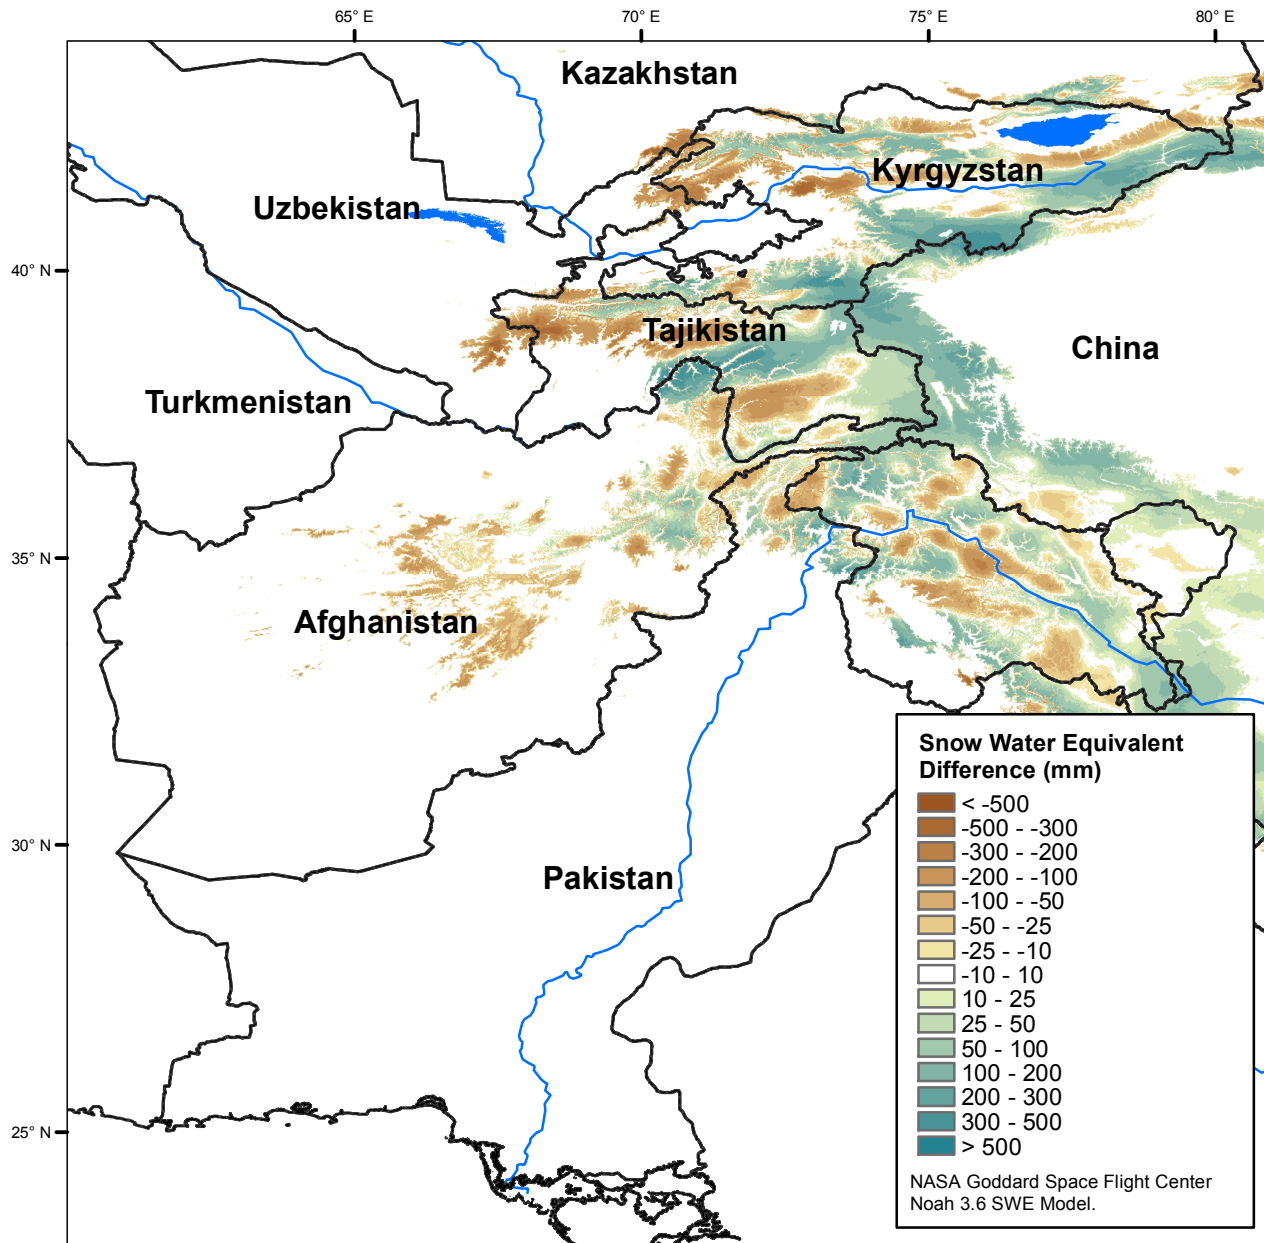 65° E
70° E
75° E
80° E
Kazakhstan
Kyrgyzstan
Uzbekistan
40° N
Tajikistan
China
Turkmenistan
35° N
Afghanistan
Snow Water Equivalent
Difference (mm)
< -500
-500 - -300
-300 - -200
-200 - -100
-100 - -50
-50 - -25
-25 - -10
-10 - 10
10 - 25
25 - 50
50 - 100
100 - 200
200 - 300
300 - 500
> 500
30° N
Pakistan
25° N
NASA Goddard Space Flight Center
Noah 3.6 SWE Model.